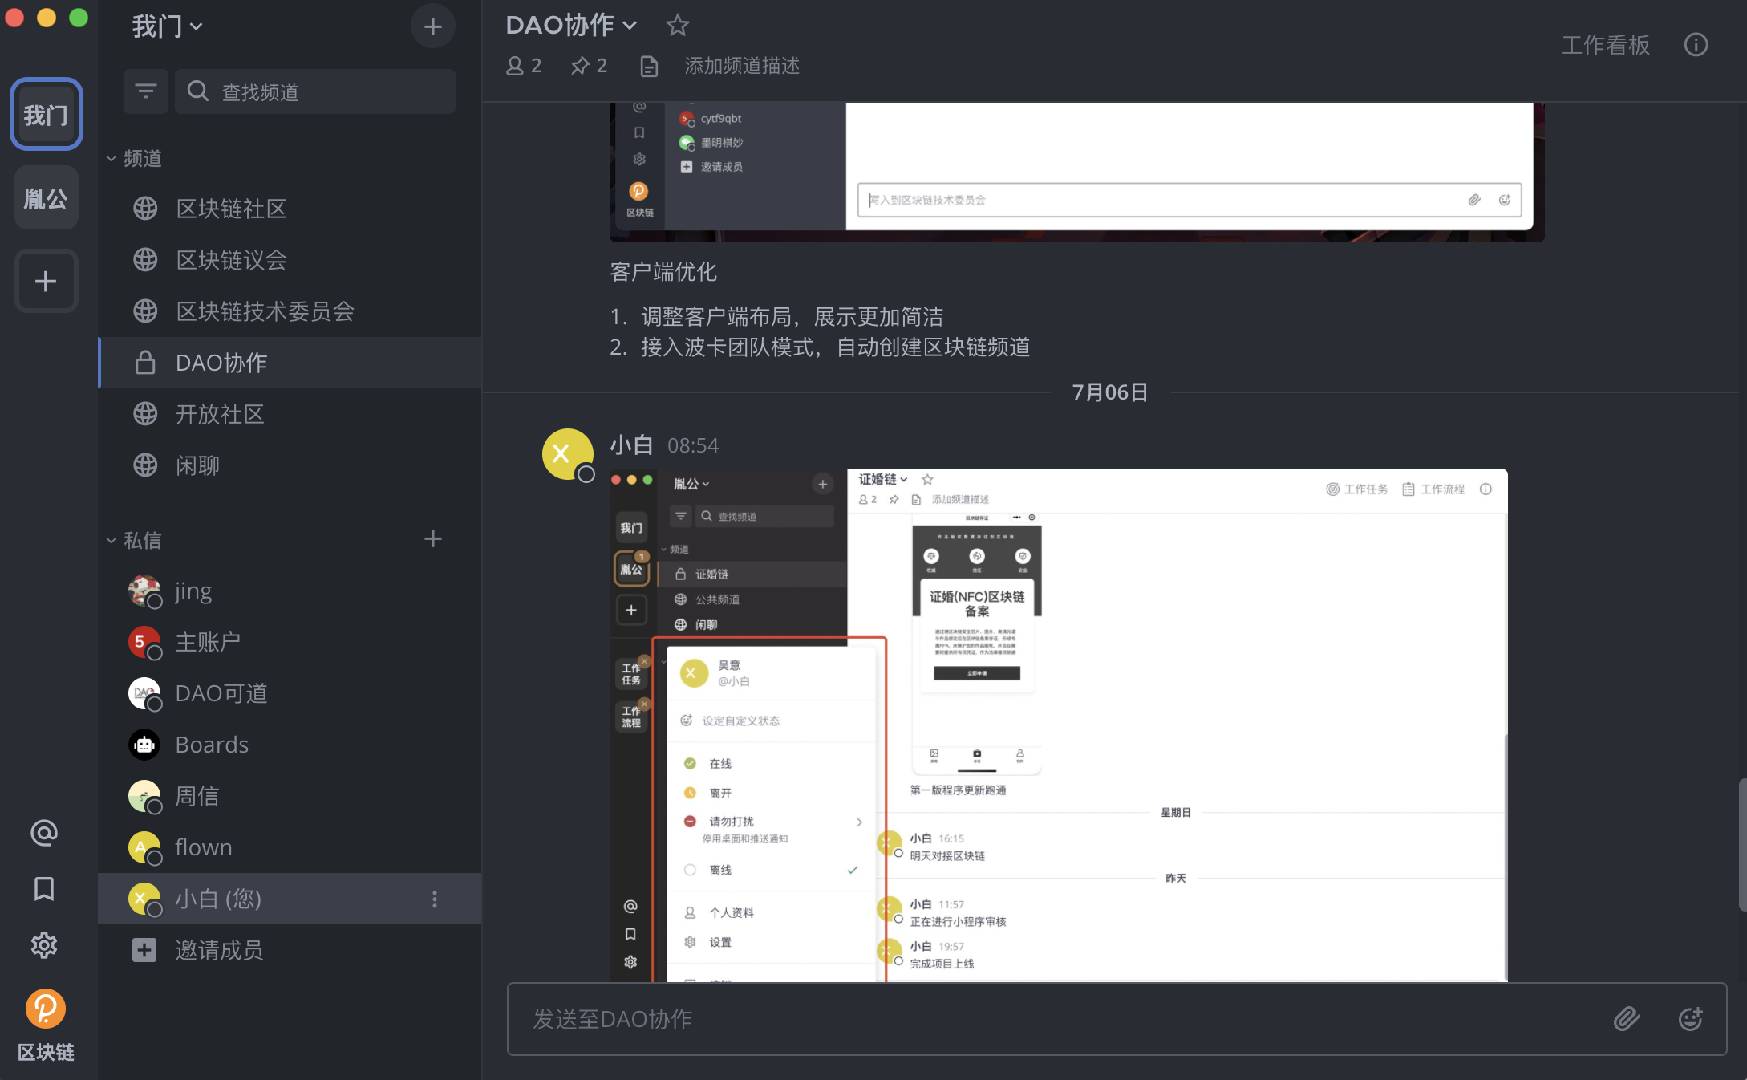 我门
胤公
区块链
我门
查找频道
频道
区块链社区
区块链议会
区块链技术委员会
DAO协作
开放社区
闲聊
私信
jing
5 主账户
DAO可道
Boards
周信
A flown
X 小白 (您)
邀请成员
DAO协作
2 2 添加频道描述
工作看板
cytf9qbt
墨明棋妙
邀请成员
区块链
写入到区块链技术委员会
客户端优化
1. 调整客户端布局，展示更加简洁
2. 接入波卡团队模式，自动创建区块链频道
7月06日
X 小白 08:54
胤公
查找频道
我门
胤公
1
频道
证婚链
公共频道
闲聊
工作
任务
工作
流程
X 吴意
@小白
设定自定义状态
在线
离开
请勿打扰
停用桌面和推送通知
离线
个人资料
设置
证婚链
2 添加频道描述
工作任务 工作流程
证婚(NFC)区块链
备案
立即申请
第一版程序更新跑通
星期日
小白 16:15
明天对接区块链
昨天
小白 11:57
正在进行小程序审核
小白 19:57
完成项目上线
发送至DAO协作